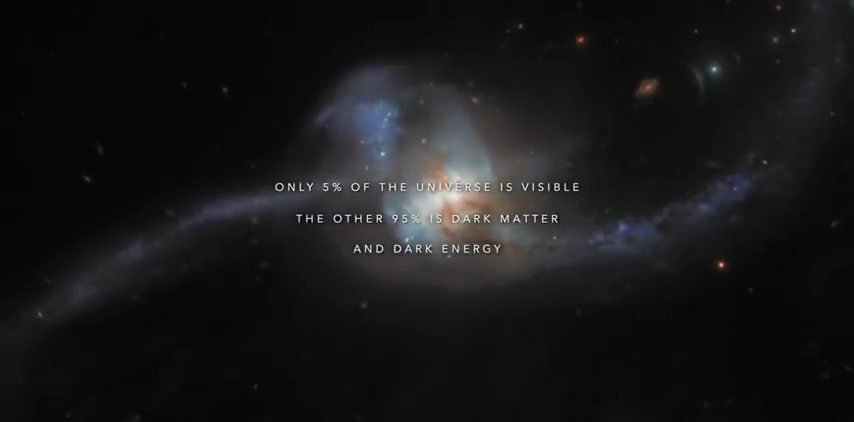 ONLY 5% OF THE UNIVERSE IS VISIBLE
THE OTHER 95% IS DARK MATTER
AND DARK ENERGY